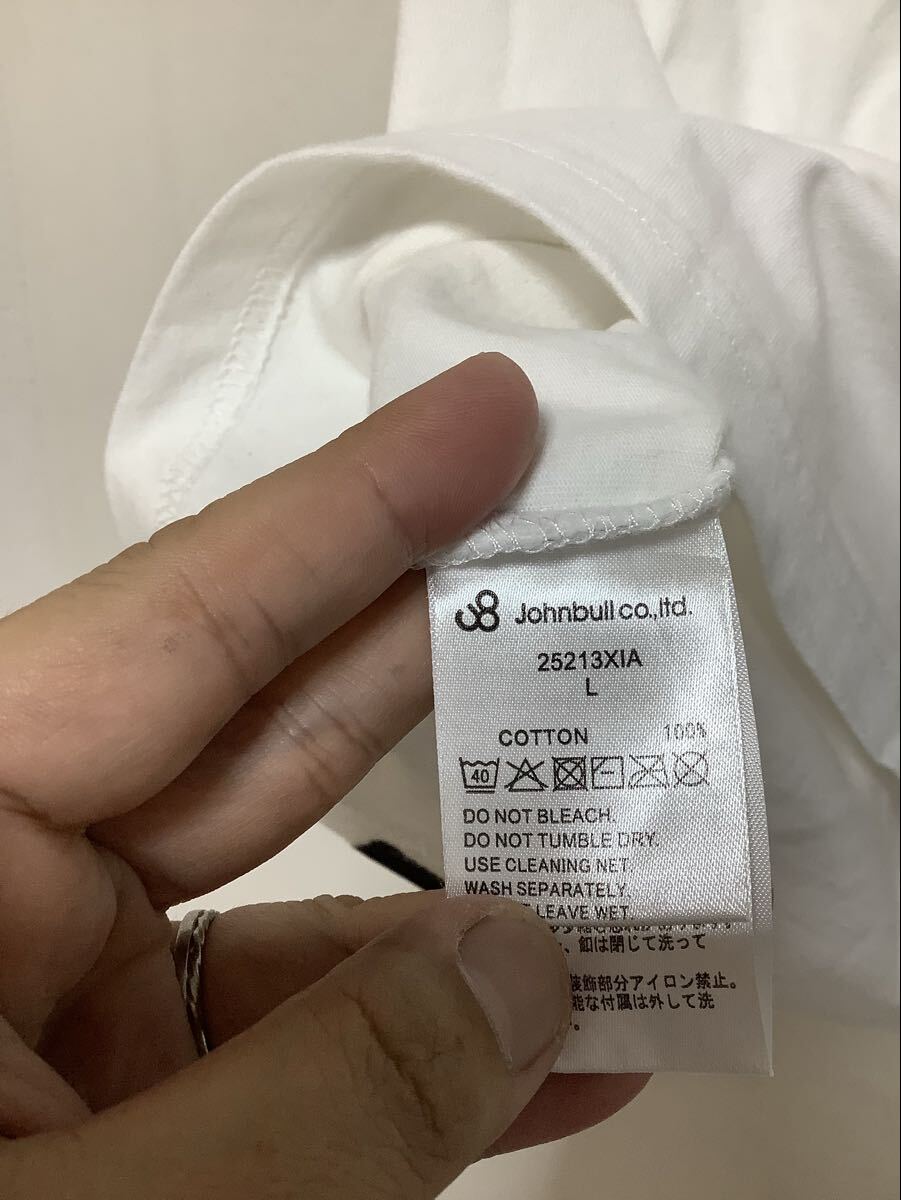 Johnbull co.,ltd.
25213XIA
L
COTTON 100%
40
DO NOT BLEACH.
DO NOT TUMBLE DRY.
USE CLEANING NET.
WASH SEPARATELY.
LEAVE WET.
、釦は閉じて洗って
装飾部分アイロン禁止。
能な付属は外して洗
。